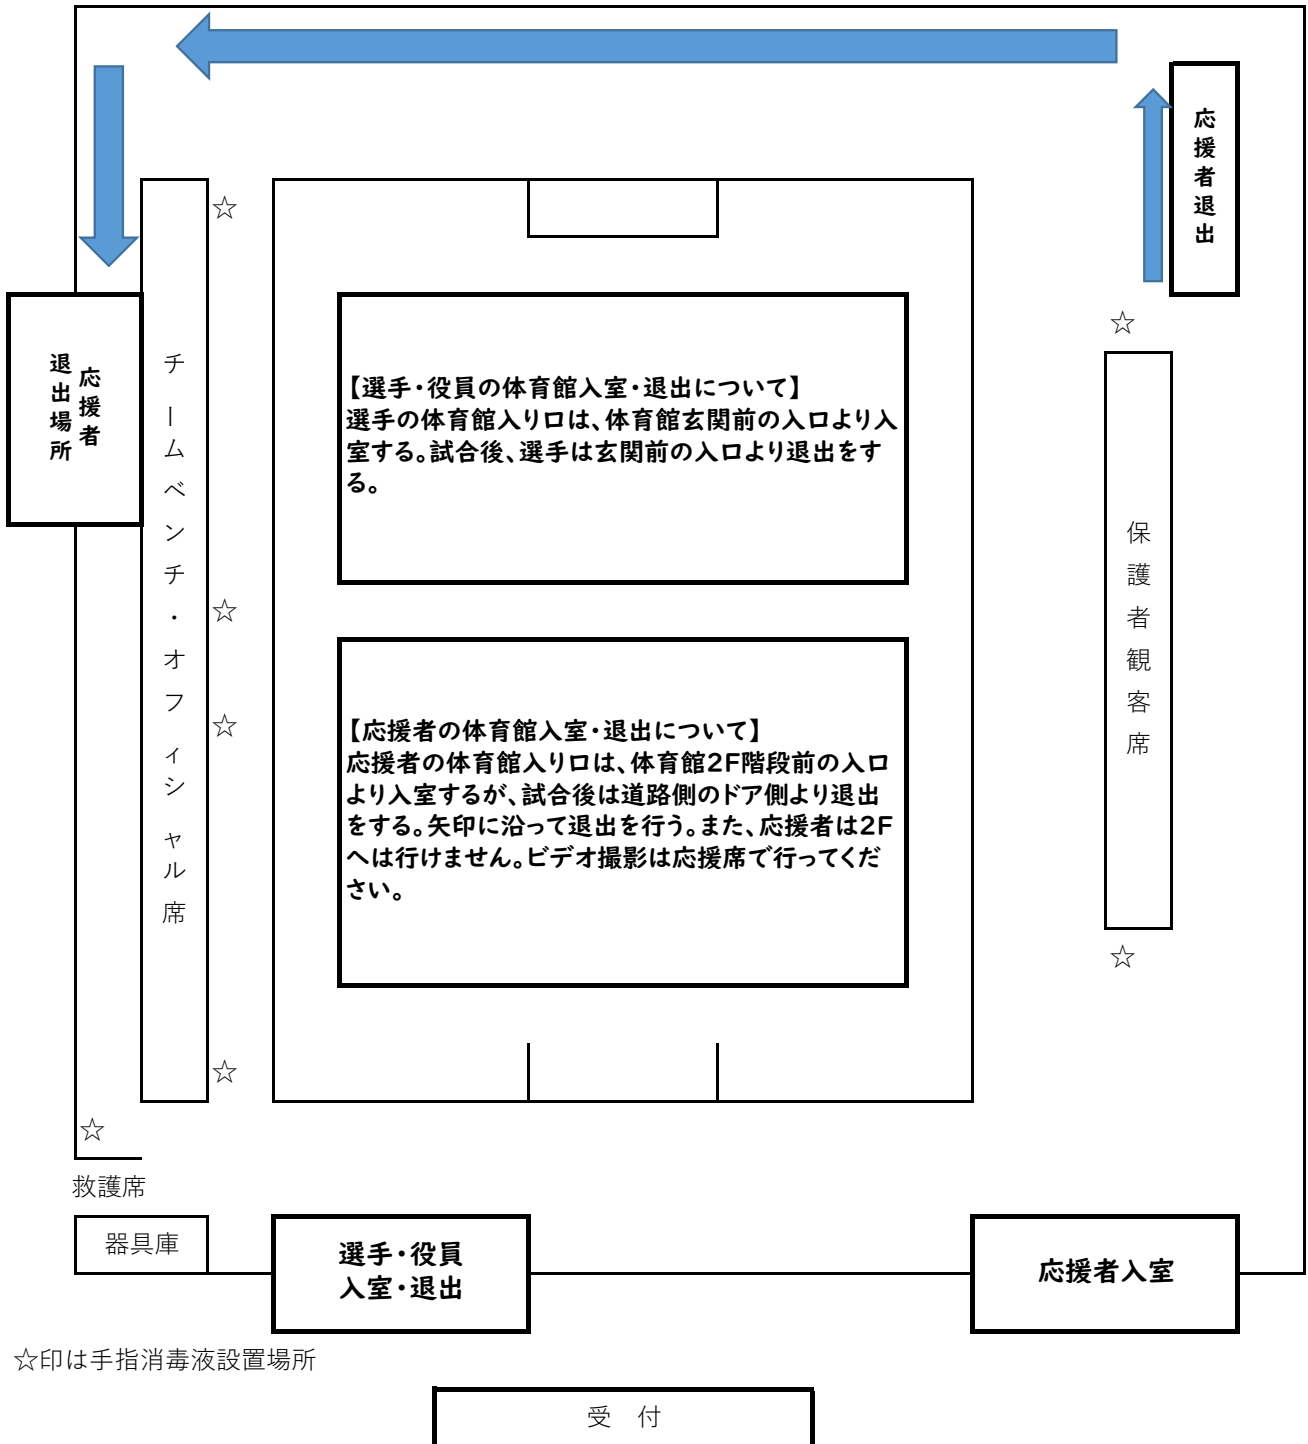 応援者退出
☆
☆
応援者
退出場所
チームベンチ・オフィシャル席
【選手・役員の体育館入室・退出について】
選手の体育館入り口は、体育館玄関前の入口より入
室する。試合後、選手は玄関前の入口より退出をす
る。
保護者観客席
☆
☆
【応援者の体育館入室・退出について】
応援者の体育館入り口は、体育館2F階段前の入口
より入室するが、試合後は道路側のドア側より退出
をする。矢印に沿って退出を行う。また、応援者は2F
へは行けません。ビデオ撮影は応援席で行ってくだ
さい。
☆
☆
☆
救護席
器具庫
選手・役員
入室・退出
応援者入室
☆印は手指消毒液設置場所
受　付